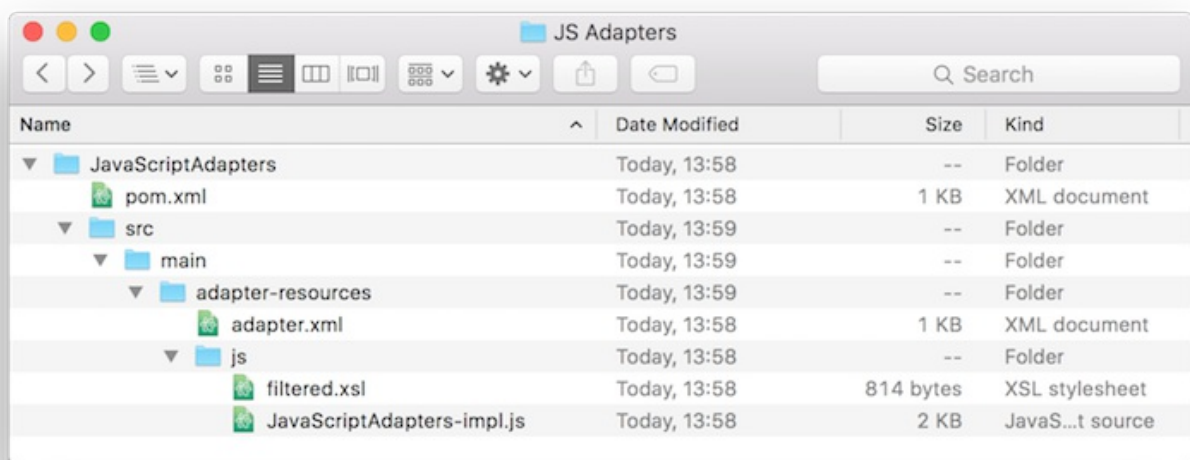 JS Adapters
Search
Name Date Modified Size Kind
JavaScriptAdapters Today, 13:58 -- Folder
pom.xml Today, 13:58 1 KB XML document
src Today, 13:59 -- Folder
main Today, 13:59 -- Folder
adapter-resources Today, 13:59 -- Folder
adapter.xml Today, 13:58 1 KB XML document
js Today, 13:58 -- Folder
filtered.xsl Today, 13:58 814 bytes XSL stylesheet
JavaScriptAdapters-impl.js Today, 13:58 2 KB JavaS...t source